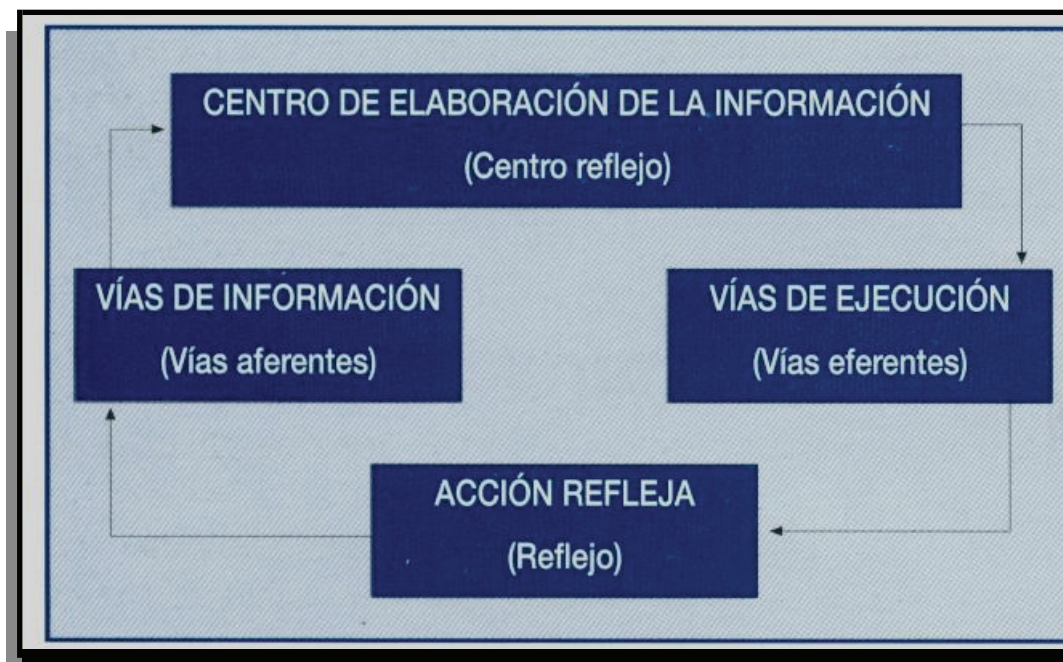 CENTRO DE ELABORACIÓN DE LA INFORMACIÓN
(Centro reflejo)
VÍAS DE INFORMACIÓN
(Vías aferentes)
VÍAS DE EJECUCIÓN
(Vías eferentes)
ACCIÓN REFLEJA
(Reflejo)